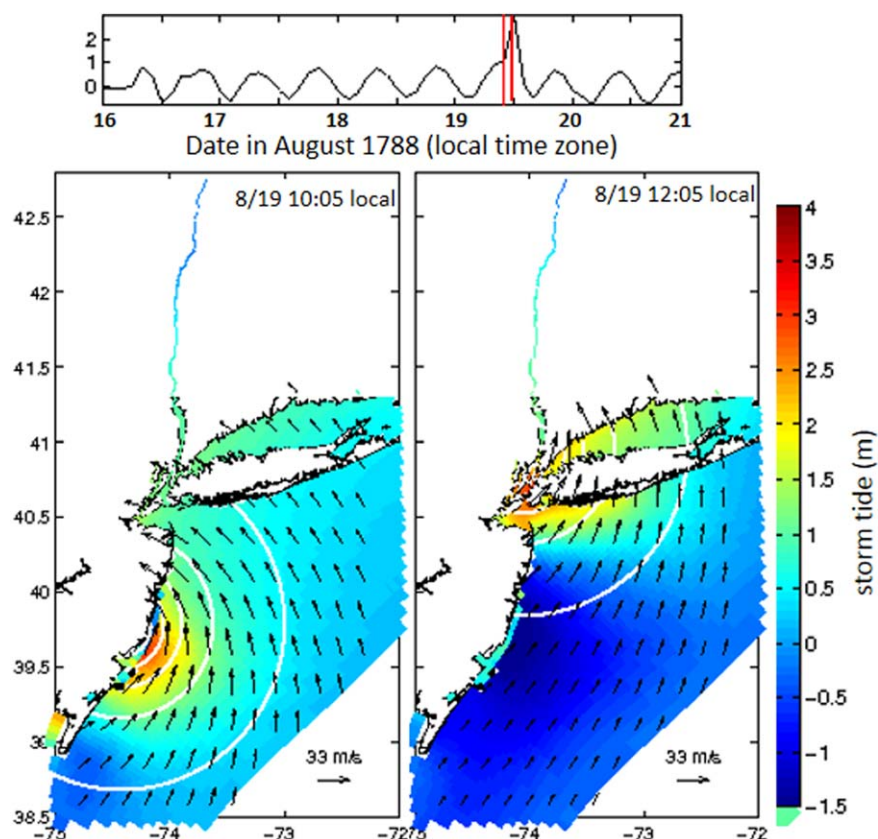 2
1
0
16 17 18 19 20 21
Date in August 1788 (local time zone)
8/19 10:05 local
8/19 12:05 local
42.5
42
41.5
41
40.5
40
39.5
39
38.5
33 m/s
33 m/s
-75 -74 -73 -72
-75 -74 -73 -72
4
3.5
3
2.5
2
1.5
1
0.5
0
-0.5
-1
-1.5
storm tide (m)